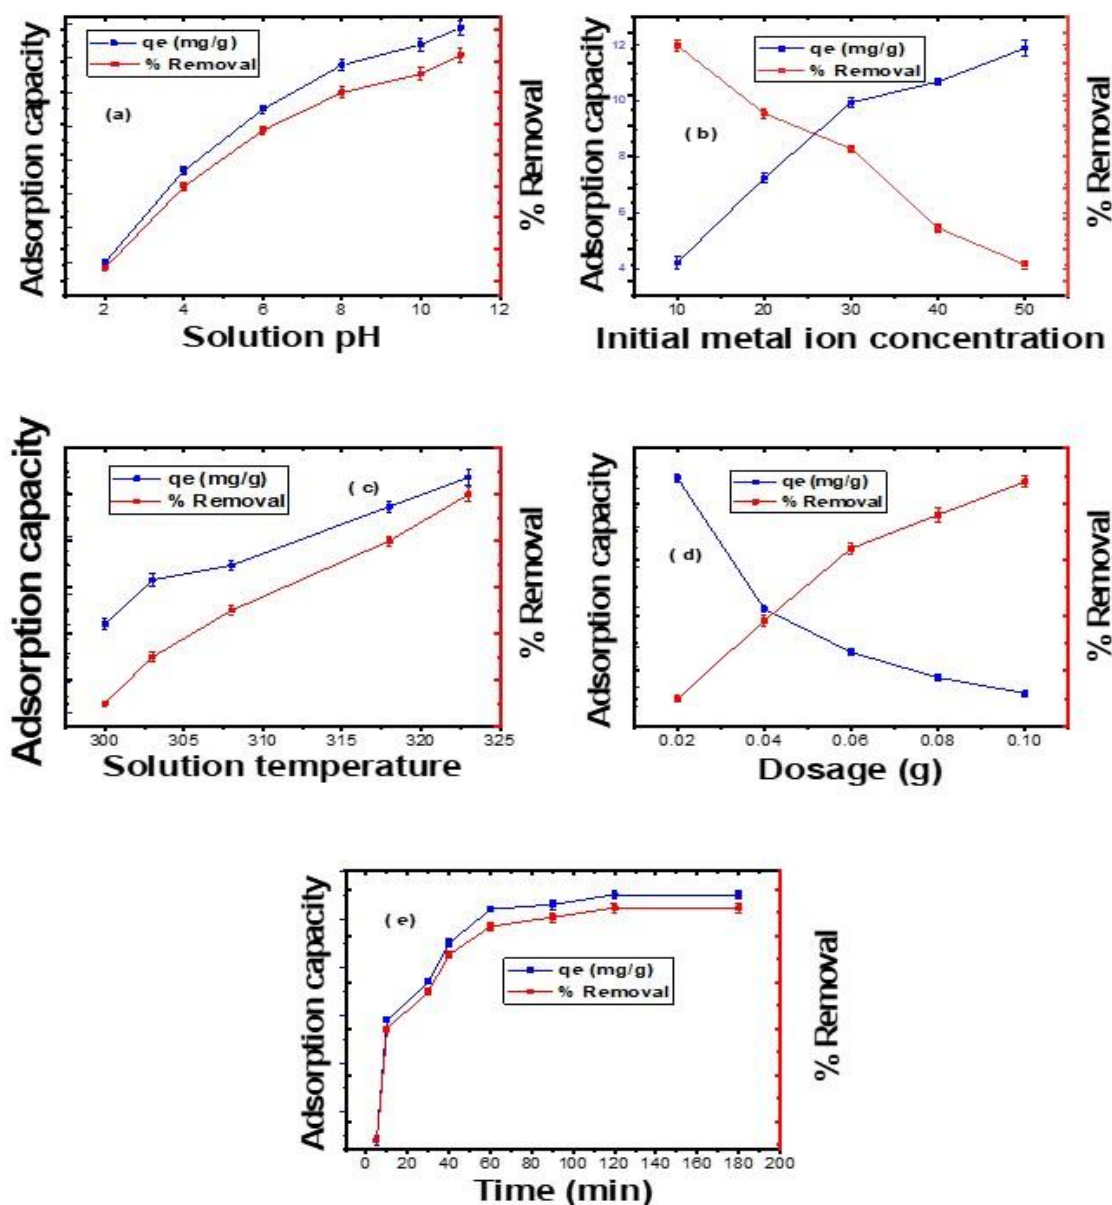 qe (mg/g)
% Removal
(a)
Adsorption capacity
% Removal
2 4 6 8 10 12
Solution pH
12
10
8
6
4
qe (mg/g)
% Removal
( b)
Adsorption capacity
% Removal
10 20 30 40 50
Initial metal ion concentration
qe (mg/g)
% Removal
( c)
Adsorption capacity
% Removal
300 305 310 315 320 325
Solution temperature
qe (mg/g)
% Removal
( d)
Adsorption capacity
% Removal
0.02 0.04 0.06 0.08 0.10
Dosage (g)
( e)
qe (mg/g)
% Removal
Adsorption capacity
% Removal
0 20 40 60 80 100 120 140 160 180 200
Time (min)